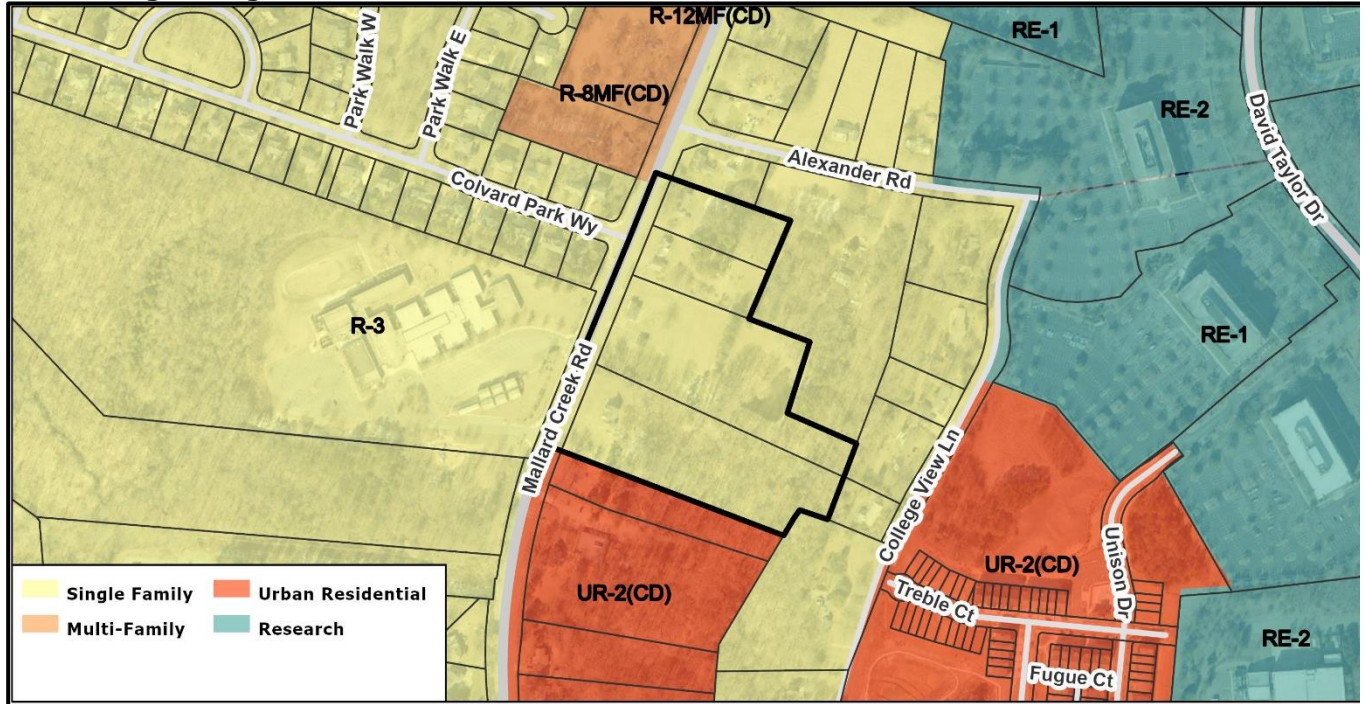 R-12MF(CD)
RE-1
Park Walk W
Park Walk E
R-8MF(CD)
RE-2
David Taylor Dr
Alexander Rd
Colvard Park Wy
R-3
RE-1
Mallard Creek Rd
College View Ln
UR-2(CD)
UR-2(CD)
Unison Dr
Treble Ct
Fugue Ct
RE-2
Single Family
Urban Residential
Multi-Family
Research